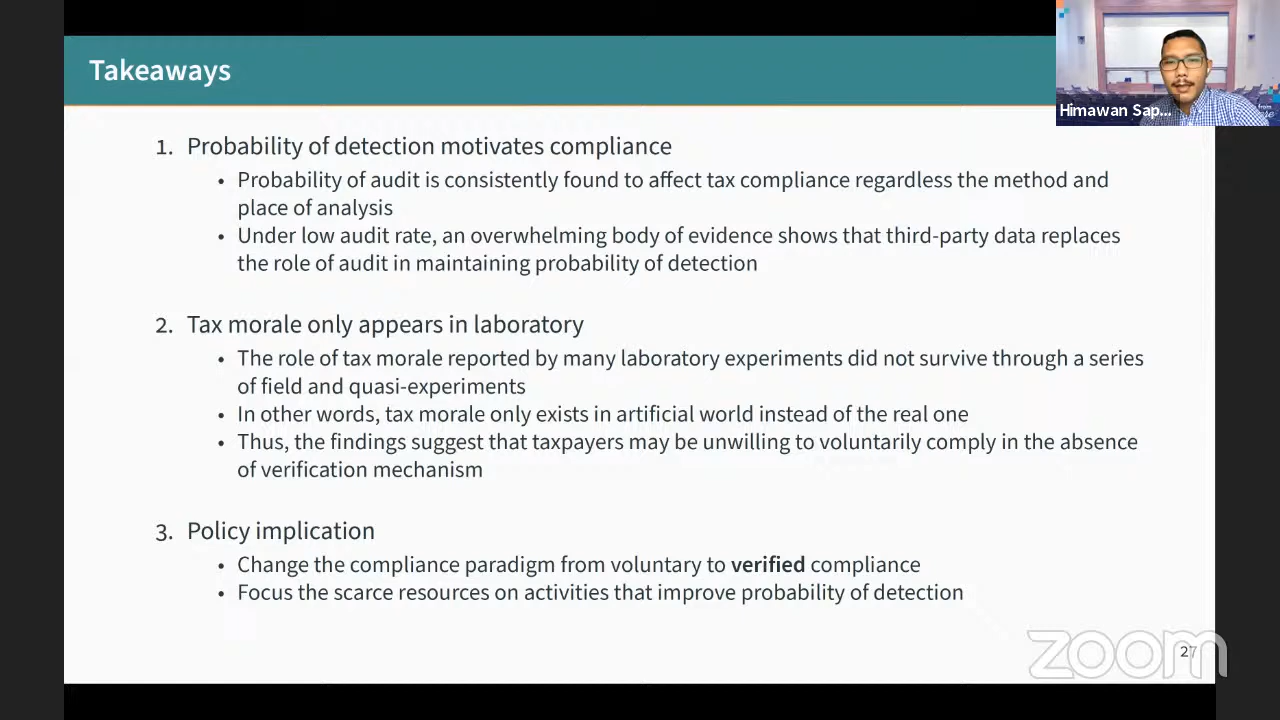 Takeaways
Himawan Sap...
1. Probability of detection motivates compliance
• Probability of audit is consistently found to affect tax compliance regardless the method and
place of analysis
• Under low audit rate, an overwhelming body of evidence shows that third-party data replaces
the role of audit in maintaining probability of detection
2. Tax morale only appears in laboratory
• The role of tax morale reported by many laboratory experiments did not survive through a series
of field and quasi-experiments
• In other words, tax morale only exists in artificial world instead of the real one
• Thus, the findings suggest that taxpayers may be unwilling to voluntarily comply in the absence
of verification mechanism
3. Policy implication
• Change the compliance paradigm from voluntary to verified compliance
• Focus the scarce resources on activities that improve probability of detection
zoom
27